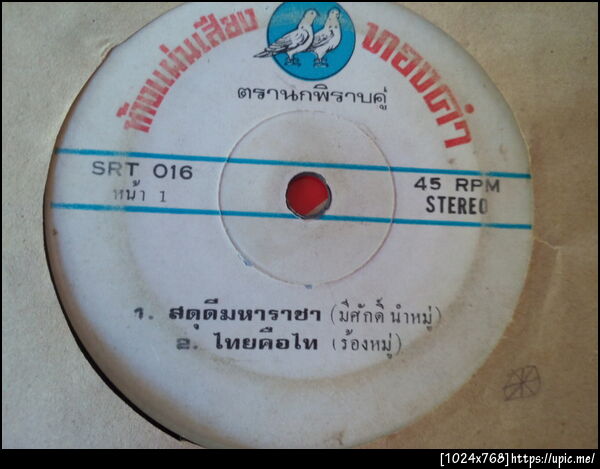 ห้างแผ่นเสียง ทองคำ
ตรานกพิราบคู่
SRT 016
หน้า 1
45 RPM
STEREO
1. สดุดีมหาราชา (มีศักดิ์ นำหมู่)
2. ไทยคือไท (ร้องหมู่)
[1024x768]https://upic.me/